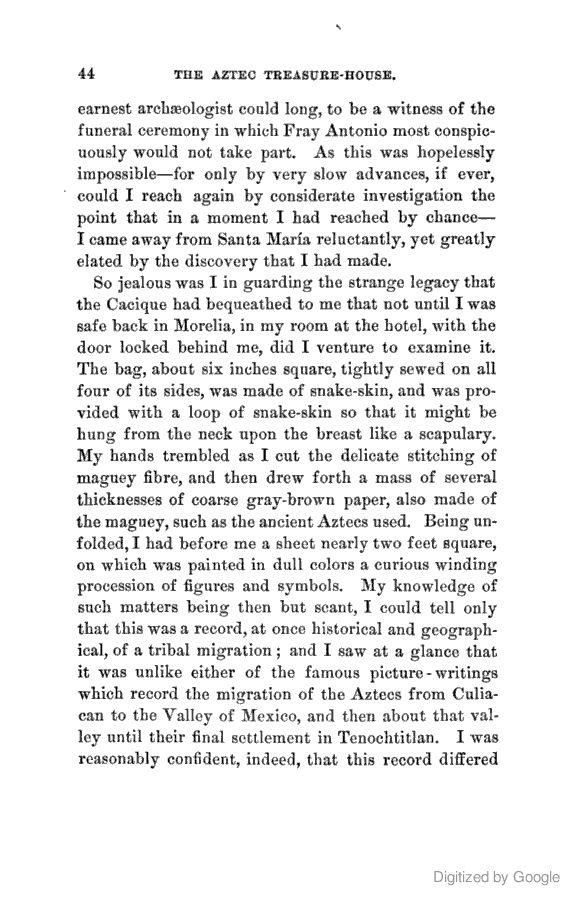 44 THE AZTEC TREASURE-HOUSE.
earnest archæologist could long, to be a witness of the
funeral ceremony in which Fray Antonio most conspic-
uously would not take part. As this was hopelessly
impossible—for only by very slow advances, if ever,
could I reach again by considerate investigation the
point that in a moment I had reached by chance—
I came away from Santa María reluctantly, yet greatly
elated by the discovery that I had made.
So jealous was I in guarding the strange legacy that
the Cacique had bequeathed to me that not until I was
safe back in Morelia, in my room at the hotel, with the
door locked behind me, did I venture to examine it.
The bag, about six inches square, tightly sewed on all
four of its sides, was made of snake-skin, and was pro-
vided with a loop of snake-skin so that it might be
hung from the neck upon the breast like a scapulary.
My hands trembled as I cut the delicate stitching of
maguey fibre, and then drew forth a mass of several
thicknesses of coarse gray-brown paper, also made of
the maguey, such as the ancient Aztecs used. Being un-
folded, I had before me a sheet nearly two feet square,
on which was painted in dull colors a curious winding
procession of figures and symbols. My knowledge of
such matters being then but scant, I could tell only
that this was a record, at once historical and geograph-
ical, of a tribal migration; and I saw at a glance that
it was unlike either of the famous picture-writings
which record the migration of the Aztecs from Culia-
can to the Valley of Mexico, and then about that val-
ley until their final settlement in Tenochtitlan. I was
reasonably confident, indeed, that this record differed
Digitized by Google